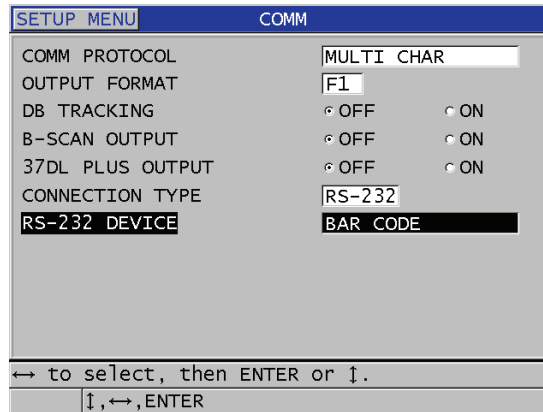 SETUP MENU COMM
COMM PROTOCOL MULTI CHAR
OUTPUT FORMAT F1
DB TRACKING OFF ON
B-SCAN OUTPUT OFF ON
37DL PLUS OUTPUT OFF ON
CONNECTION TYPE RS-232
RS-232 DEVICE BAR CODE
↔ to select, then ENTER or ↕.
↕,↔,ENTER